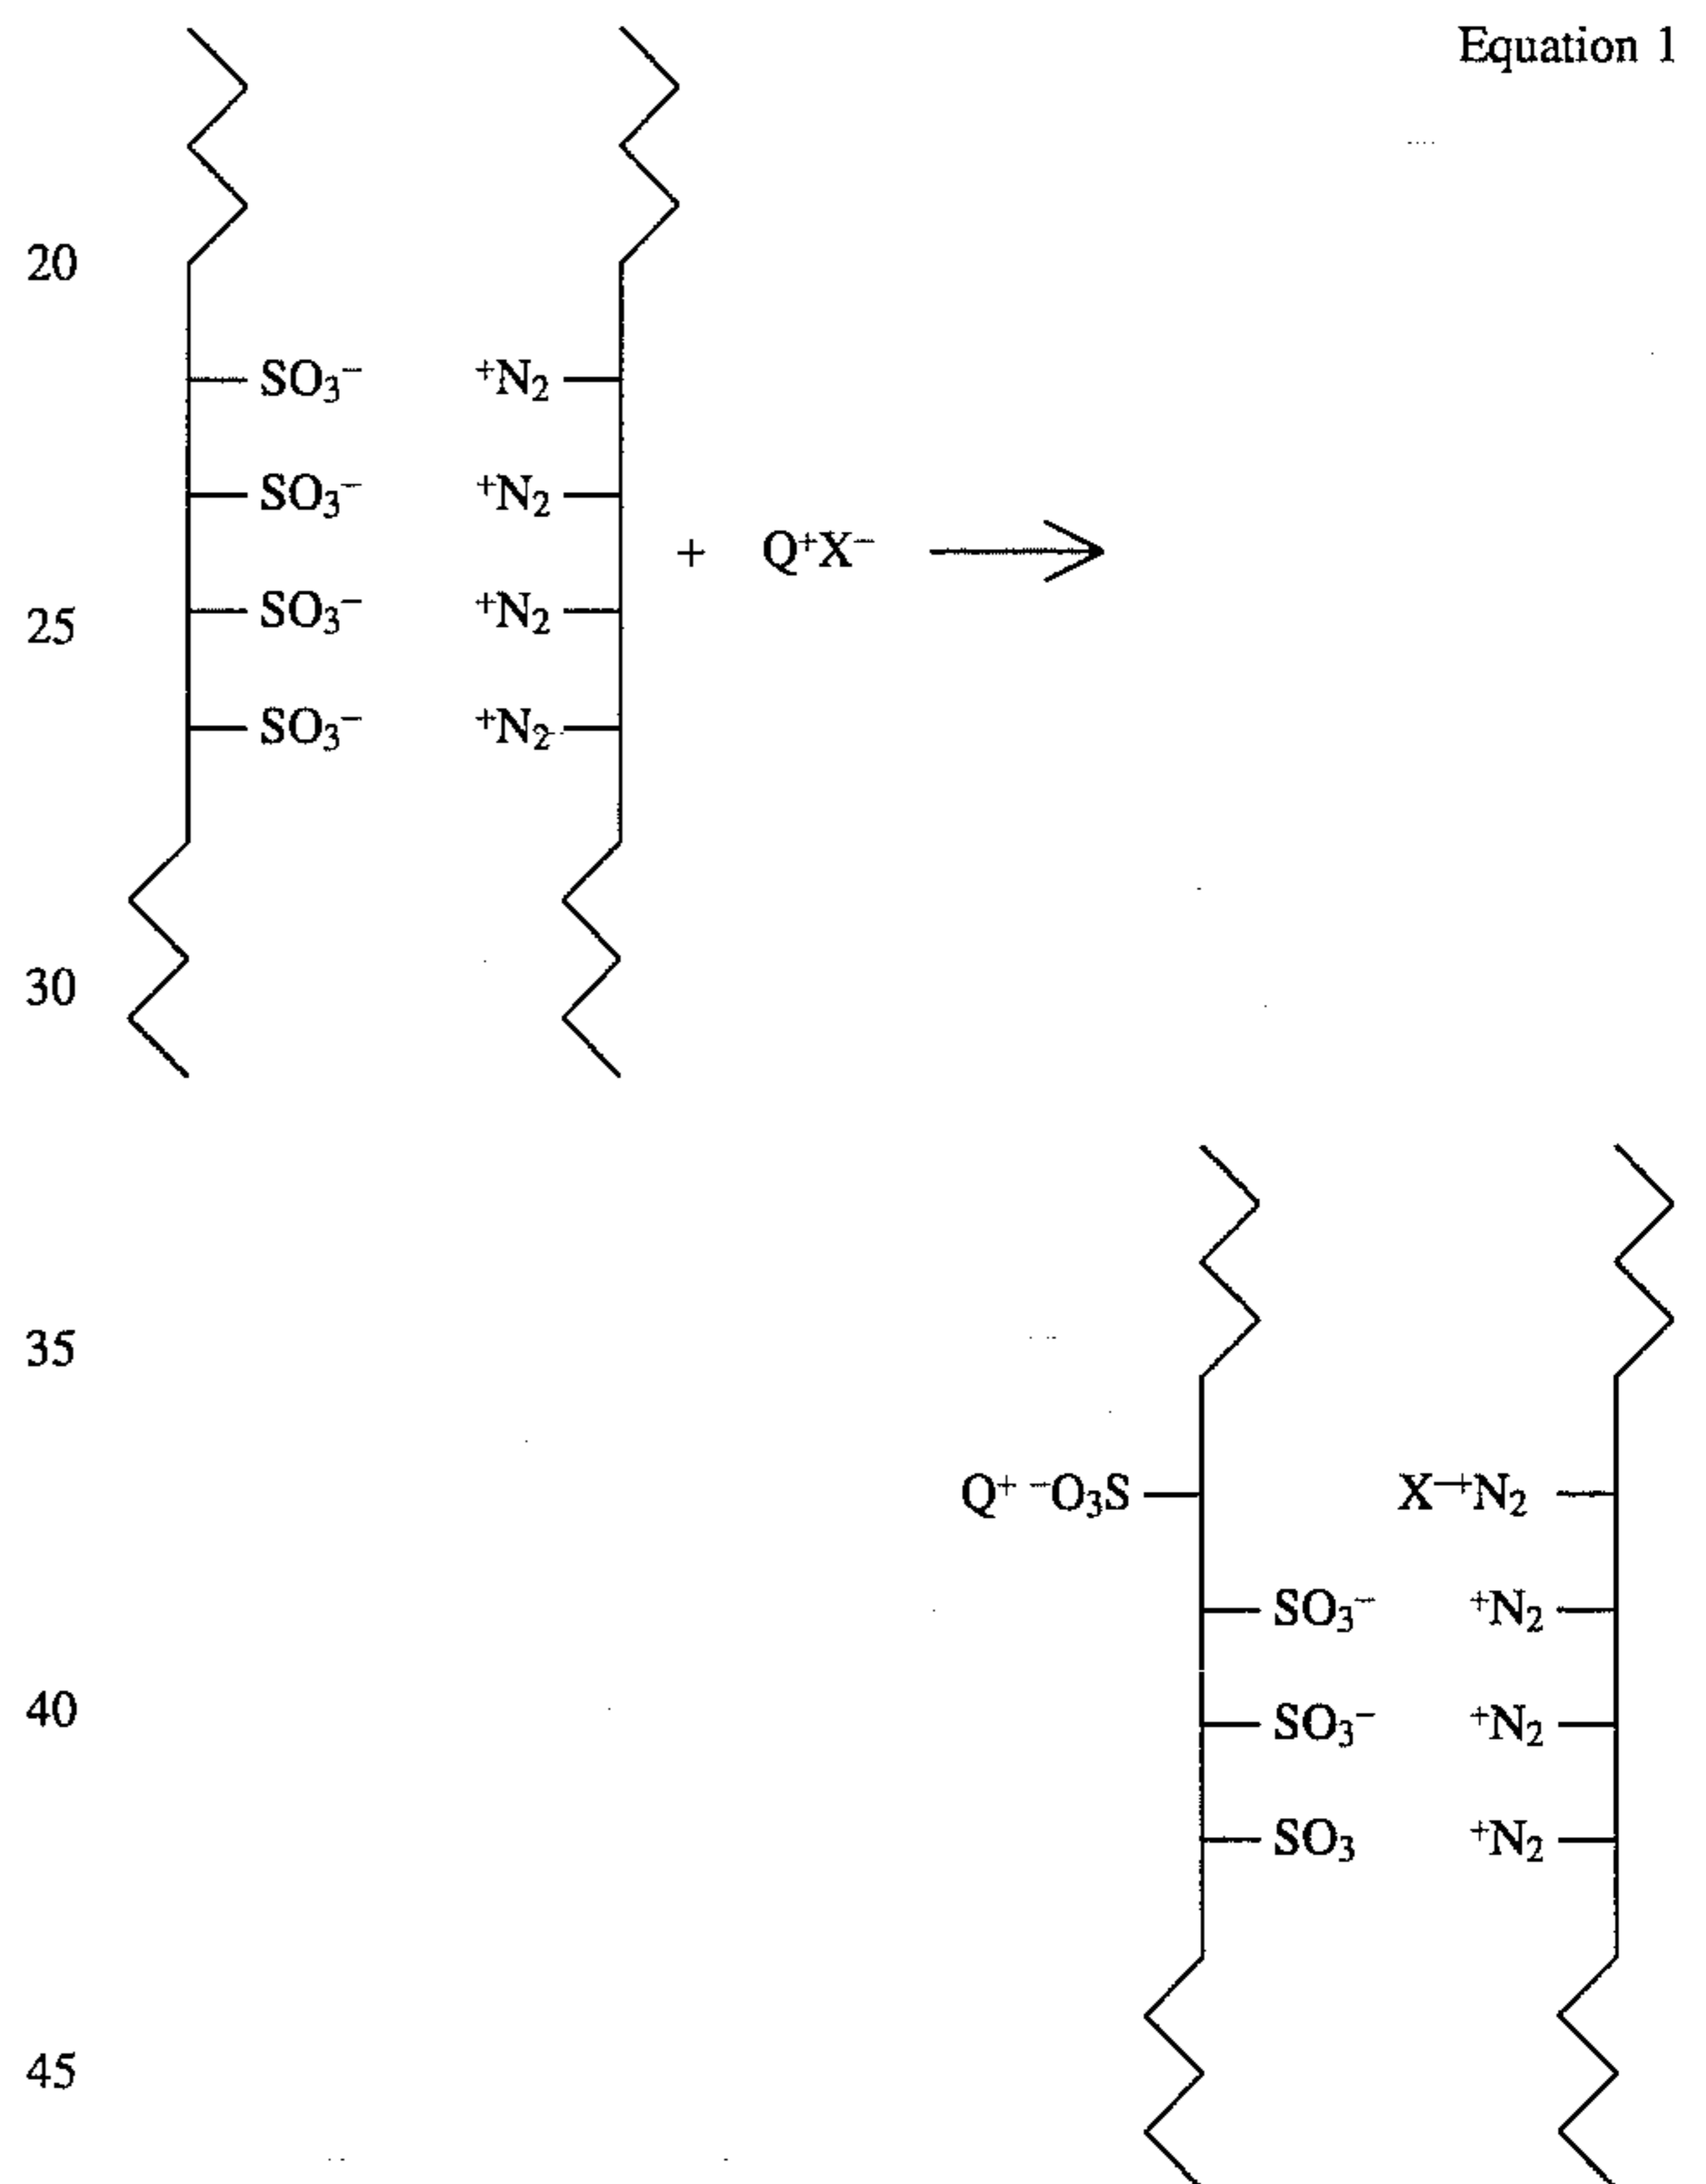 Equation 1
20
SO₃⁻ ⁺N₂
SO₃⁻ ⁺N₂
+ Q⁺X⁻
SO₃⁻ ⁺N₂
25
SO₃⁻ ⁺N₂
30
35
Q⁺ ⁻O₃S X⁻⁺N₂
SO₃⁻ ⁺N₂
40
SO₃⁻ ⁺N₂
SO₃ ⁺N₂
45